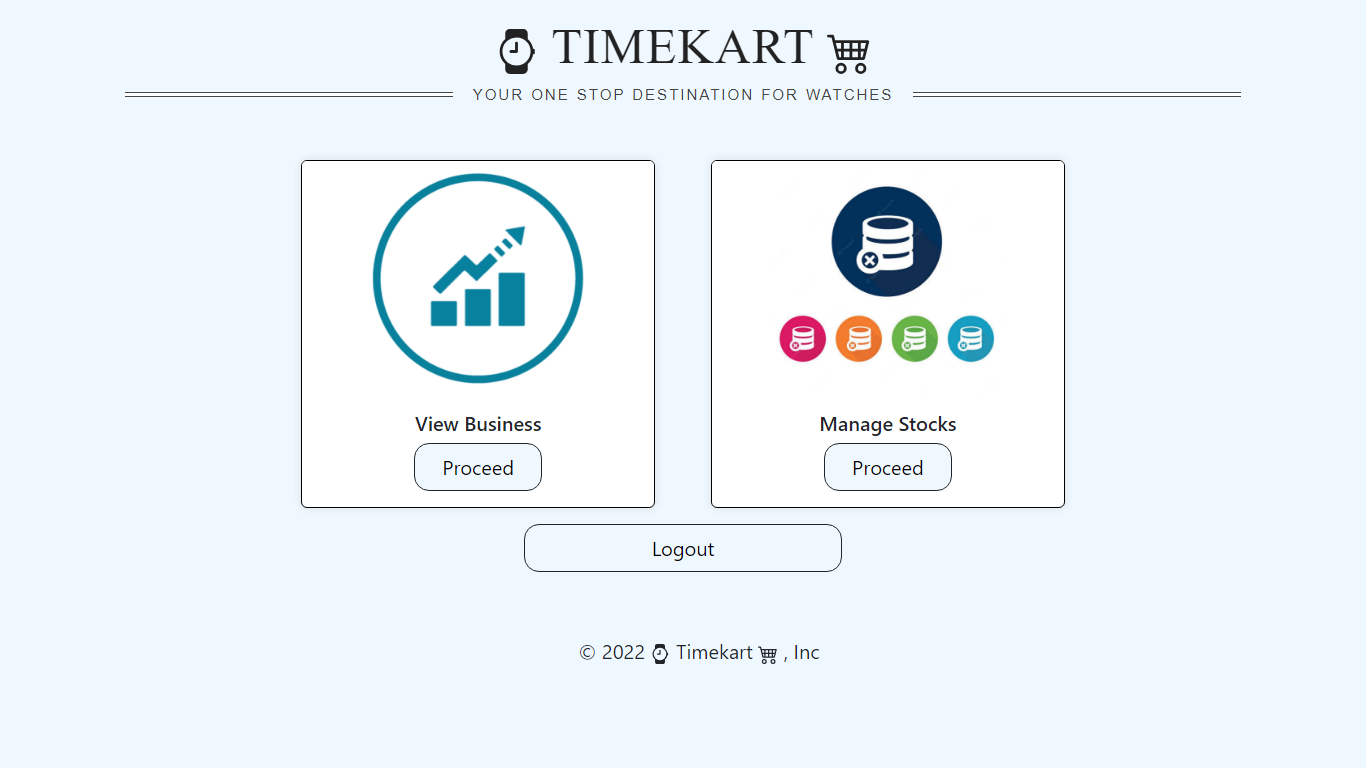 TIMEKART
YOUR ONE STOP DESTINATION FOR WATCHES
View Business
Proceed
Manage Stocks
Proceed
Logout
© 2022 Timekart , Inc